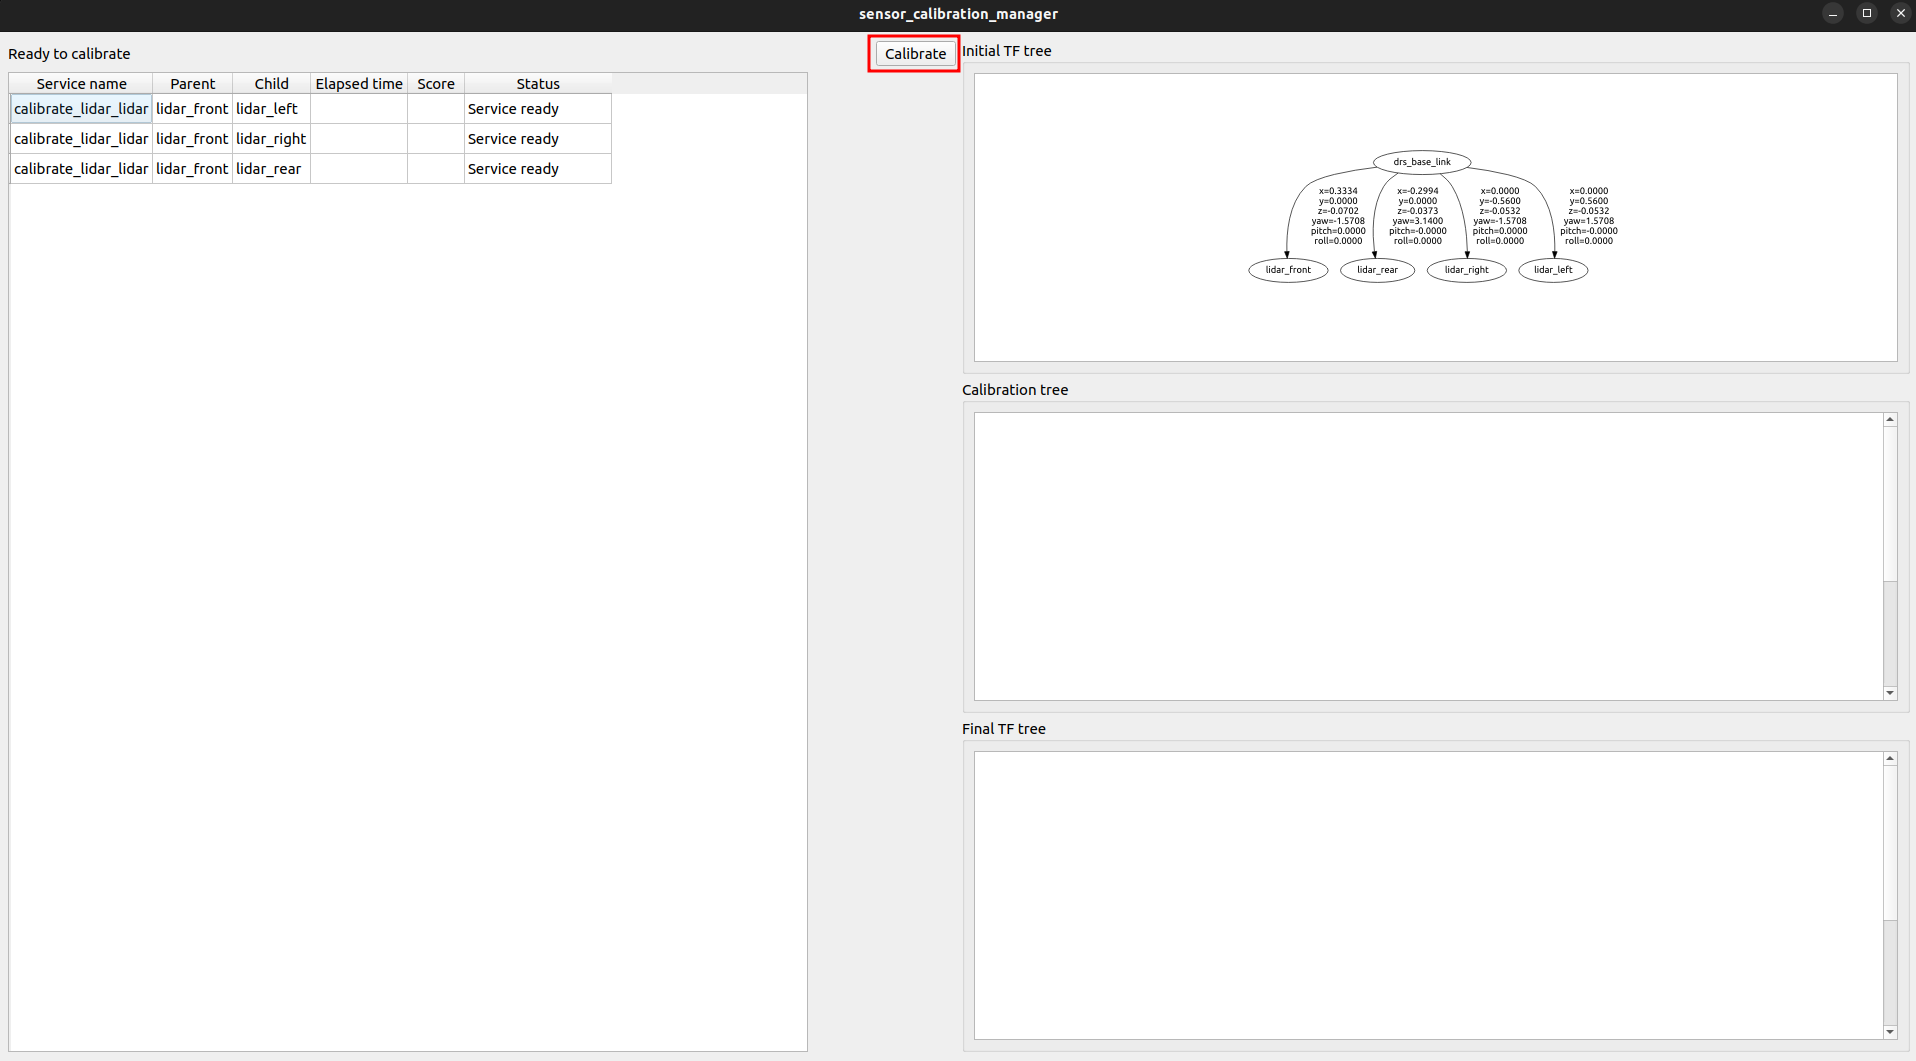 sensor_calibration_manager
Ready to calibrate
Calibrate
Service name Parent Child Elapsed time Score Status
calibrate_lidar_lidar lidar_front lidar_left Service ready
calibrate_lidar_lidar lidar_front lidar_right Service ready
calibrate_lidar_lidar lidar_front lidar_rear Service ready
Initial TF tree
drs_base_link
x=0.3334
y=0.0000
z=-0.0702
yaw=-1.5708
pitch=0.0000
roll=0.0000
x=-0.2994
y=0.0000
z=-0.0373
yaw=3.1400
pitch=-0.0000
roll=0.0000
x=0.0000
y=-0.5600
z=-0.0532
yaw=-1.5708
pitch=0.0000
roll=0.0000
x=0.0000
y=0.5600
z=-0.0532
yaw=1.5708
pitch=-0.0000
roll=0.0000
lidar_front
lidar_rear
lidar_right
lidar_left
Calibration tree
Final TF tree